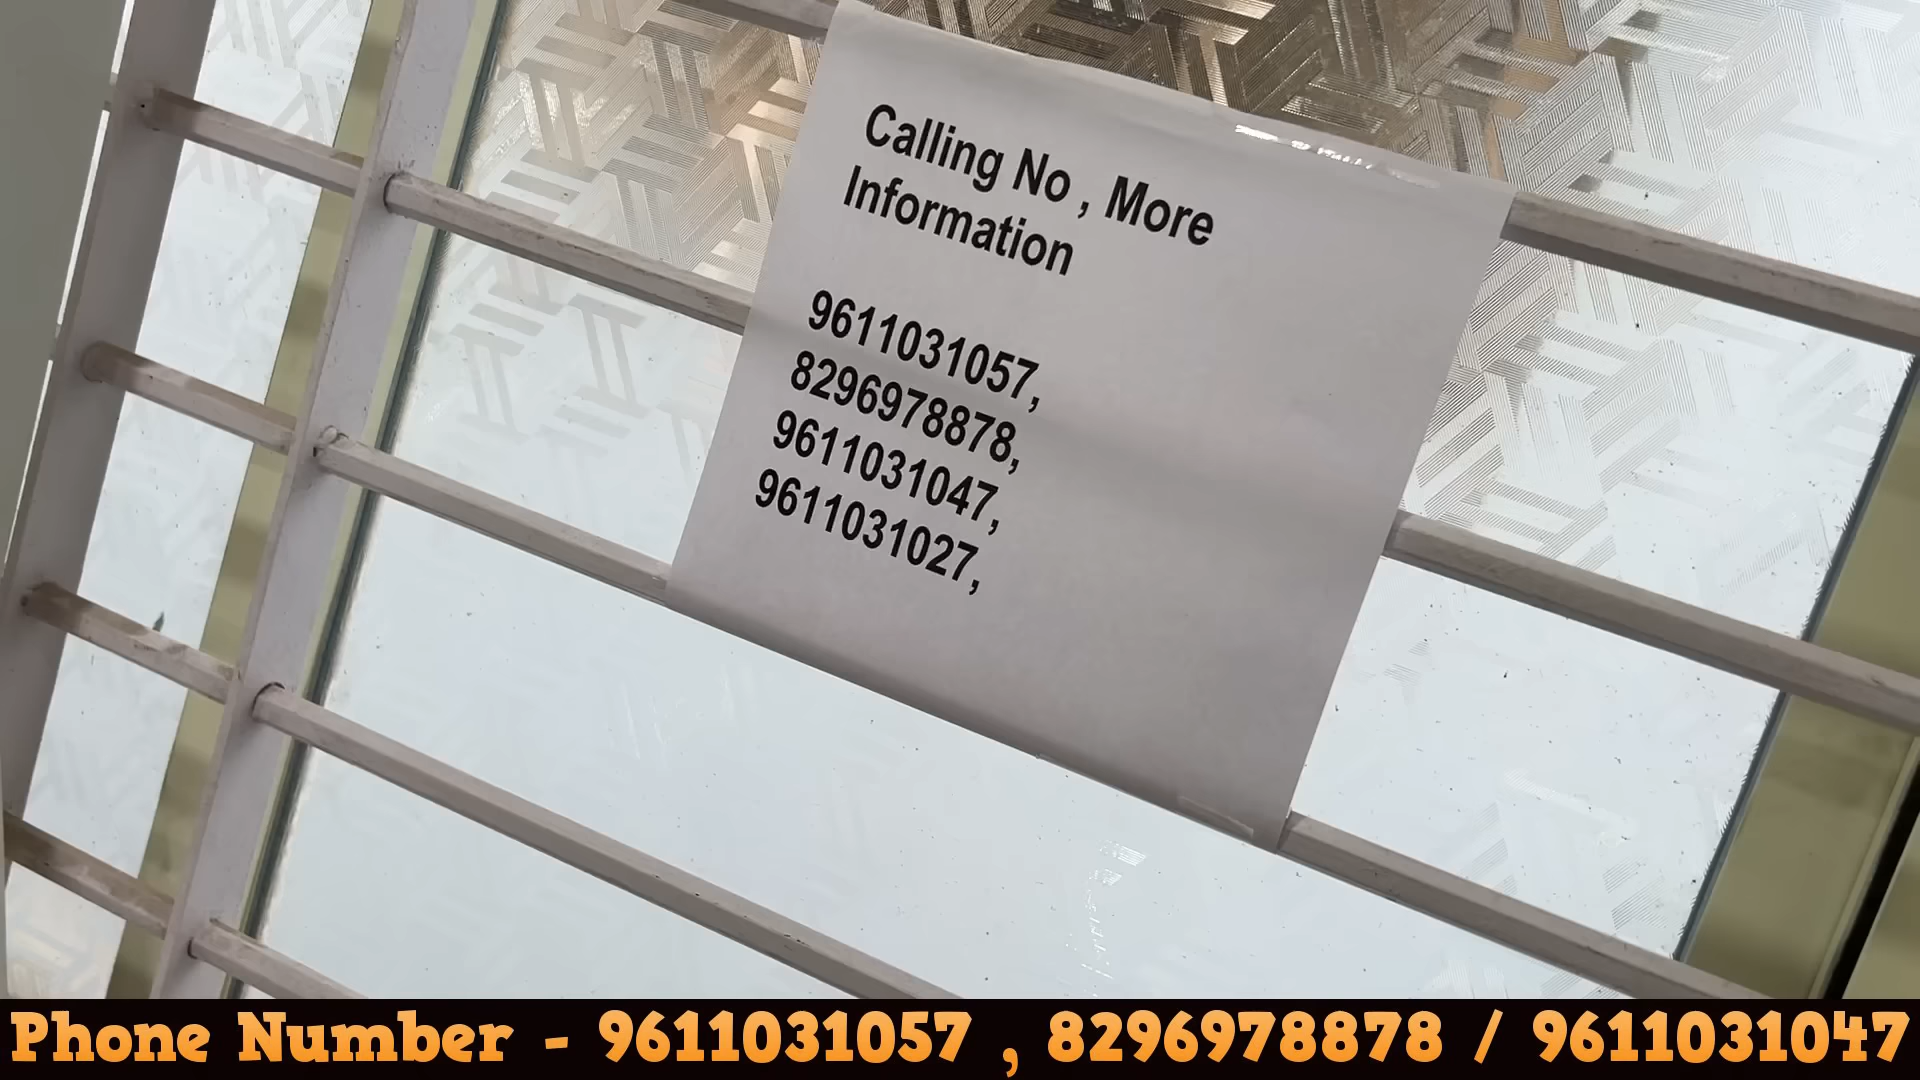 Calling No , More
Information
9611031057,
8296978878,
9611031047,
9611031027,
Phone Number - 9611031057 , 8296978878 / 9611031047